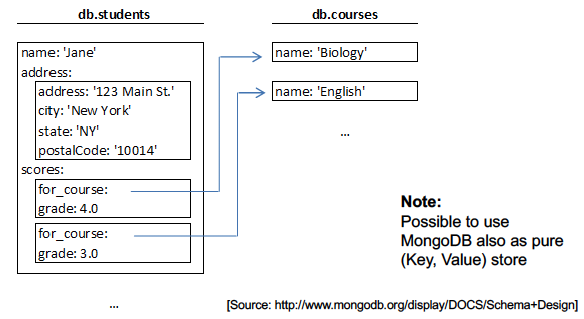 db.students
name: 'Jane'
address:
address: '123 Main St.'
city: 'New York'
state: 'NY'
postalCode: '10014'
scores:
for_course:
grade: 4.0
for_course:
grade: 3.0
...
db.courses
name: 'Biology'
name: 'English'
...
Note:
Possible to use
MongoDB also as pure
(Key, Value) store
[Source: http://www.mongodb.org/display/DOCS/Schema+Design]